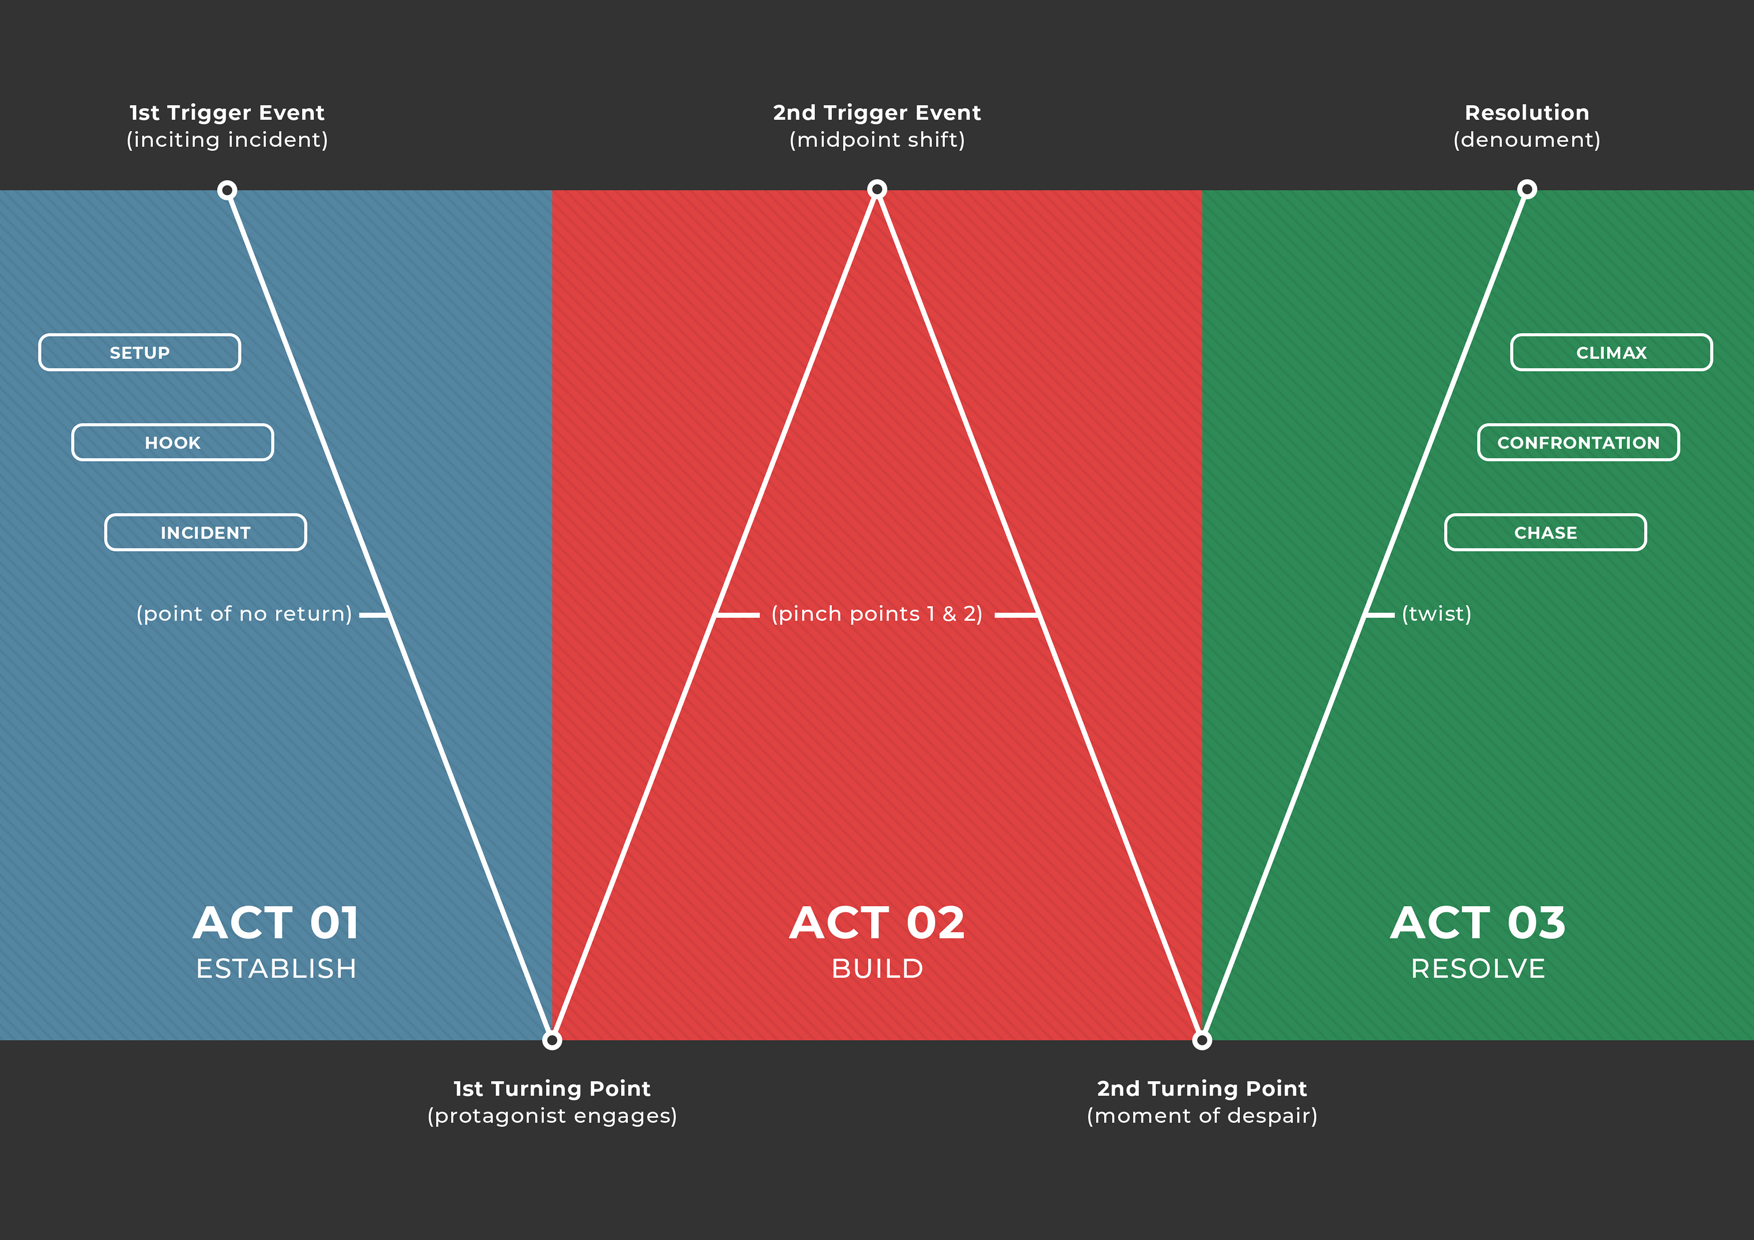 1st Trigger Event
(inciting incident)
2nd Trigger Event
(midpoint shift)
Resolution
(denoument)
SETUP
HOOK
INCIDENT
(point of no return)
(pinch points 1 & 2)
CLIMAX
CONFRONTATION
CHASE
(twist)
ACT 01
ESTABLISH
ACT 02
BUILD
ACT 03
RESOLVE
1st Turning Point
(protagonist engages)
2nd Turning Point
(moment of despair)